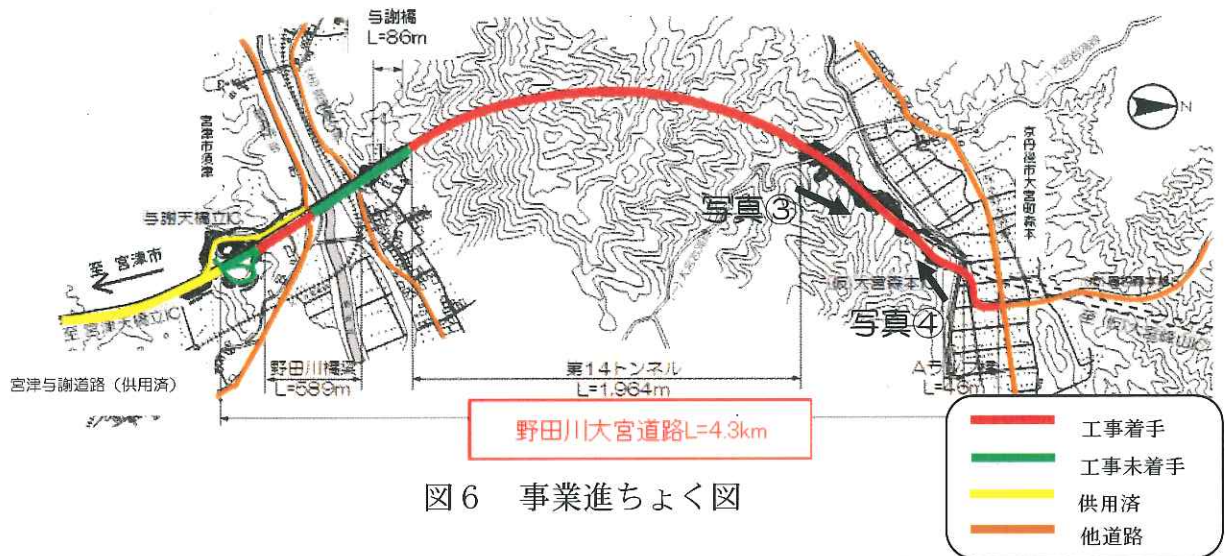 与謝橋
L=86m
N
宮津市須津
京丹後市大宮町森本
与謝天橋立IC
至 宮津市
至 宮津天橋立IC
写真③
写真④
宮津与謝道路（供用済）
野田川橋梁
L=589m
第14トンネル
L=1,964m
野田川大宮道路L=4.3km
工事着手
工事未着手
供用済
他道路
図6 事業進ちょく図